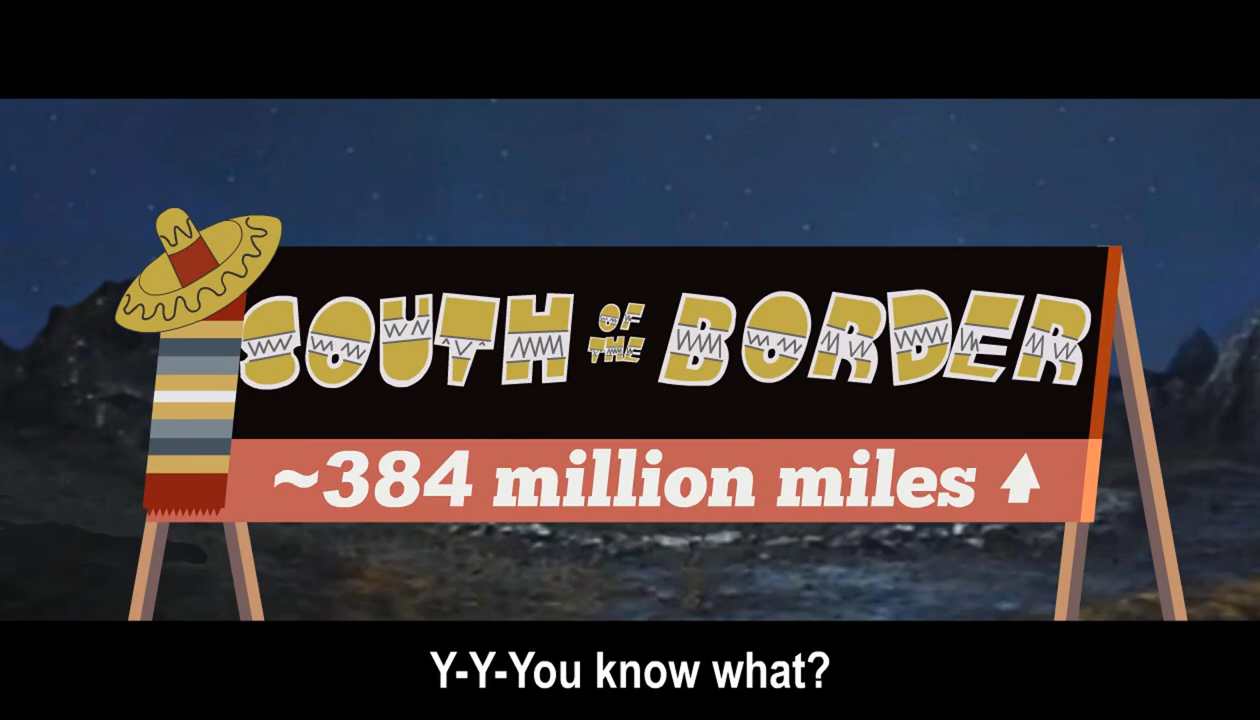 SOUTH OF THE BORDER
~384 million miles ↑
Y-Y-You know what?